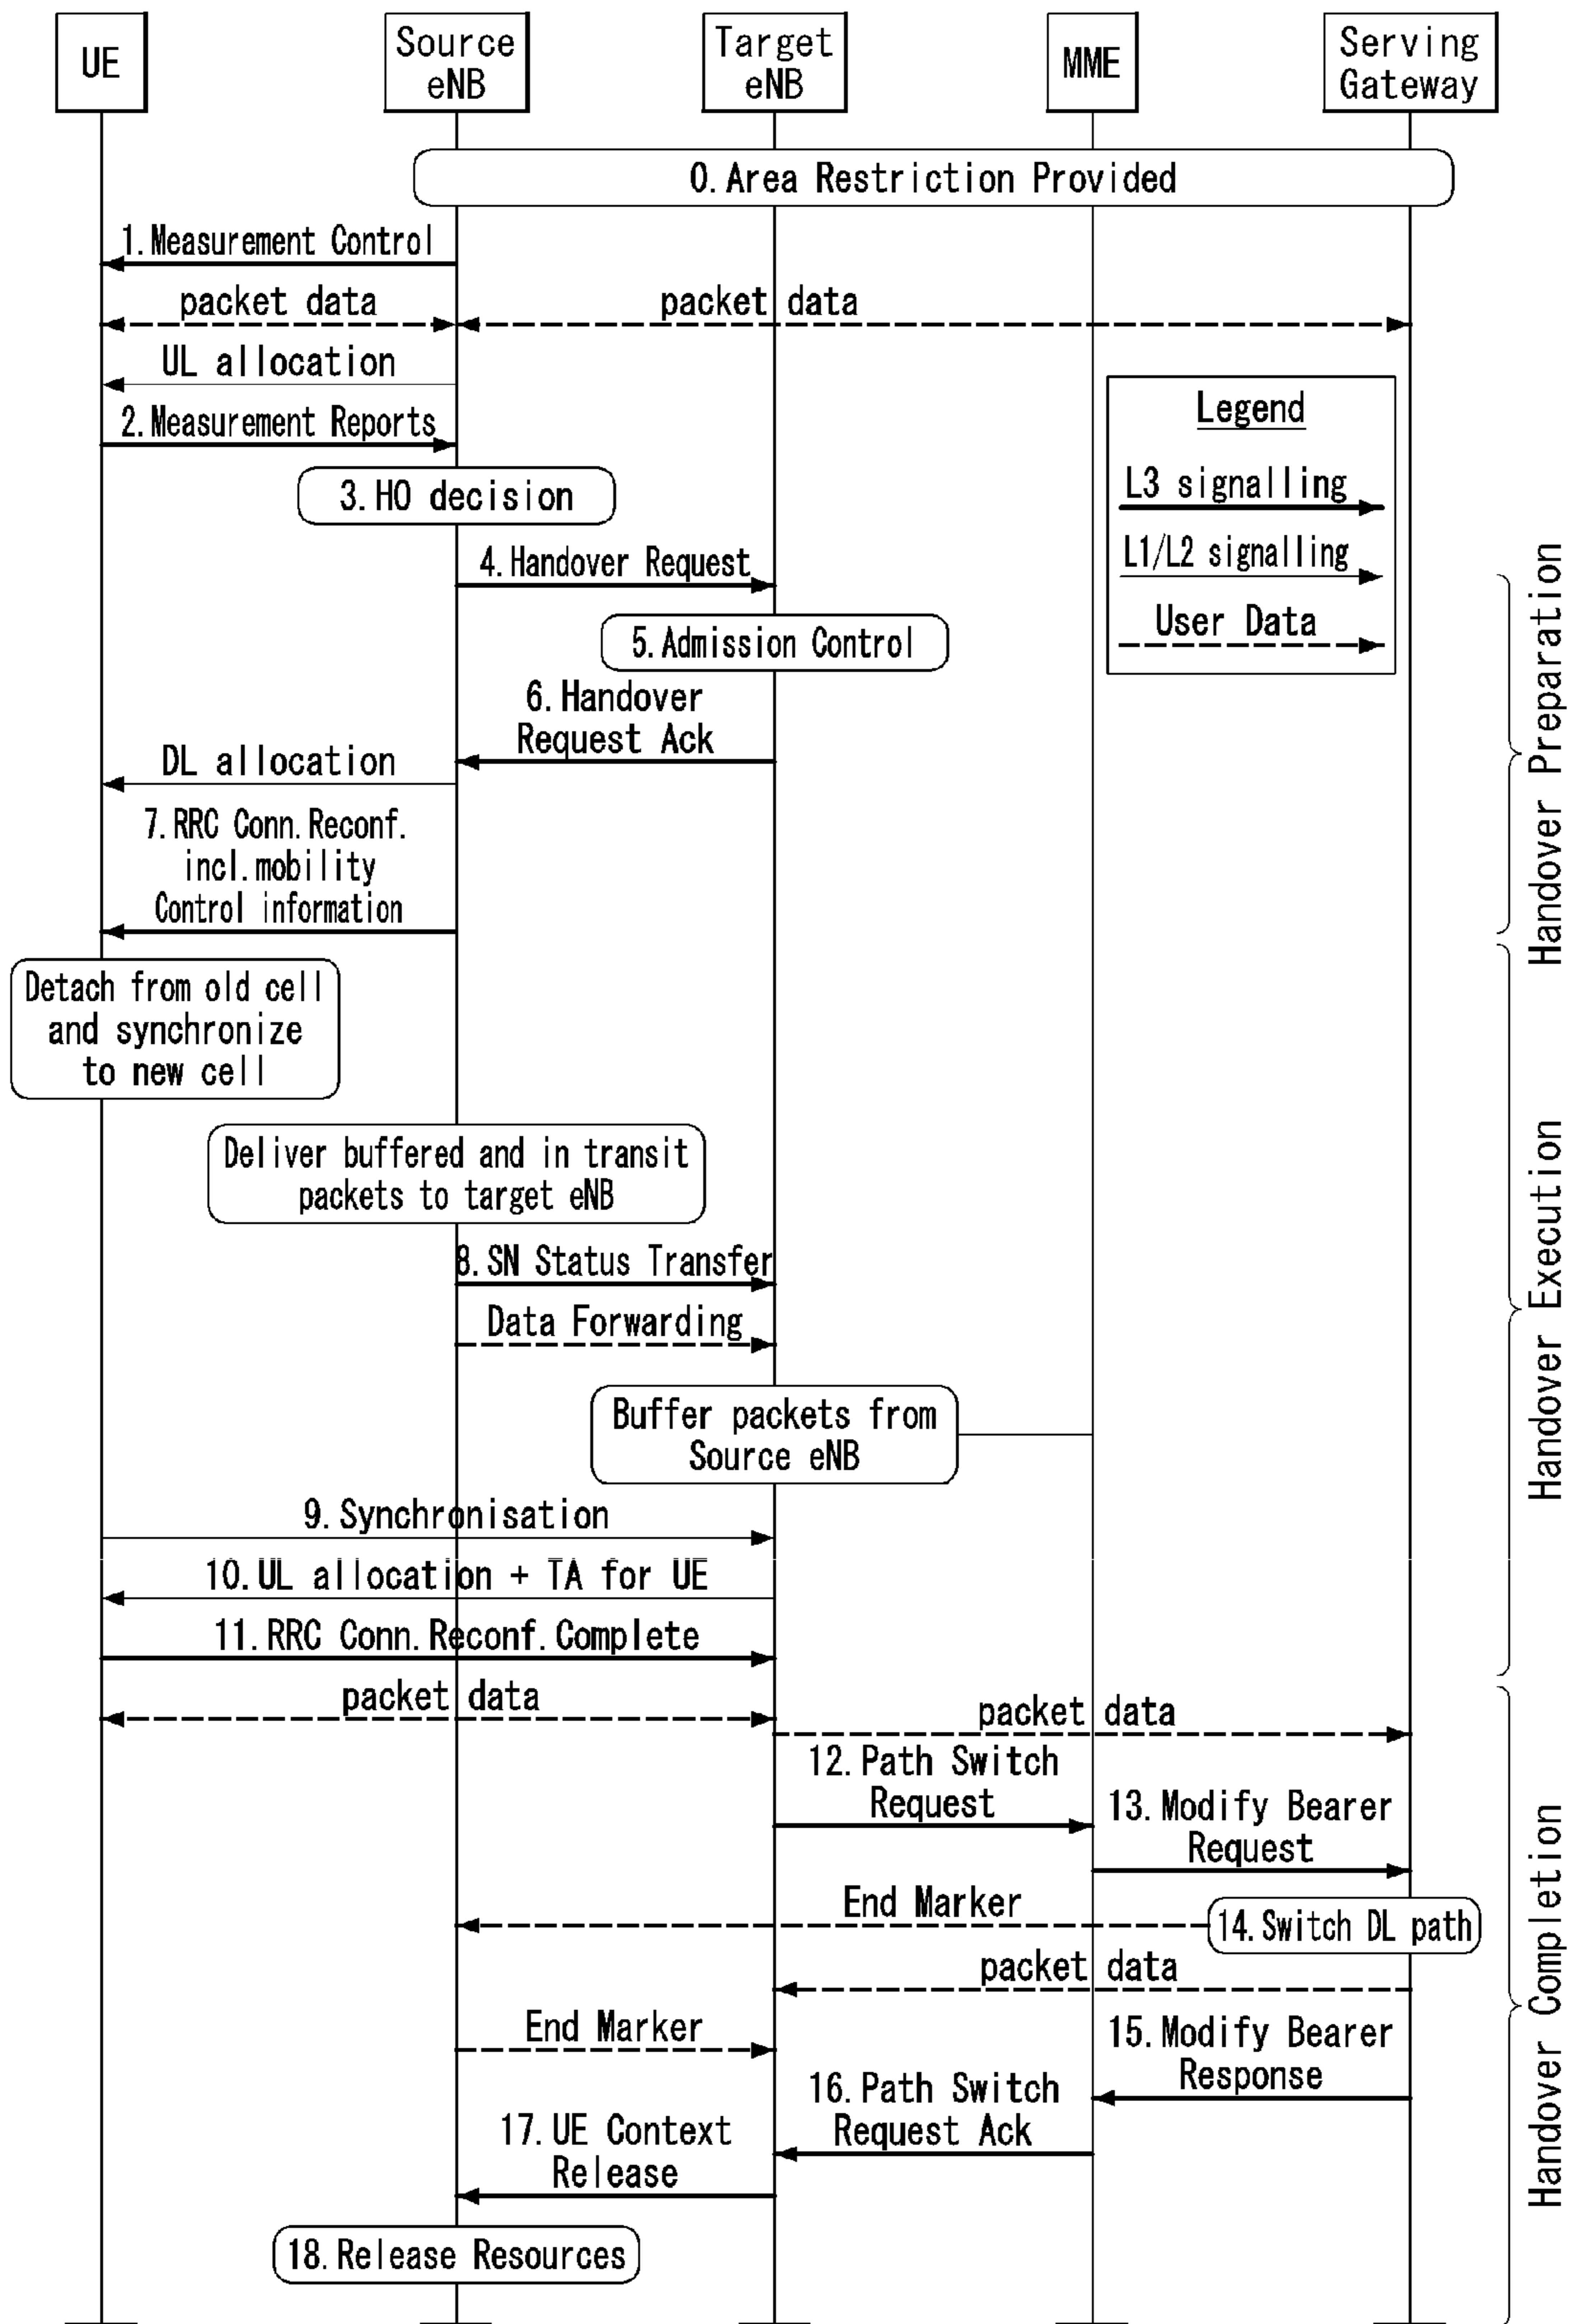 UE
Source
eNB
Target
eNB
MME
Serving
Gateway
0.Area Restriction Provided
1.Measurement Control
packet data
packet data
UL allocation
2.Measurement Reports
Legend
L3 signalling
L1/L2 signalling
User Data
3.HO decision
4.Handover Request
5.Admission Control
6.Handover
Request Ack
DL allocation
7.RRC Conn.Reconf.
incl.mobility
Control information
Handover Preparation
Detach from old cell
and synchronize
to new cell
Deliver buffered and in transit
packets to target eNB
8.SN Status Transfer
Data Forwarding
Buffer packets from
Source eNB
9.Synchronisation
10.UL allocation + TA for UE
11.RRC Conn.Reconf.Complete
Handover Execution
packet data
packet data
12.Path Switch
Request
13.Modify Bearer
Request
End Marker
14.Switch DL path
packet data
End Marker
15.Modify Bearer
Response
16.Path Switch
Request Ack
17.UE Context
Release
18.Release Resources
Handover Completion